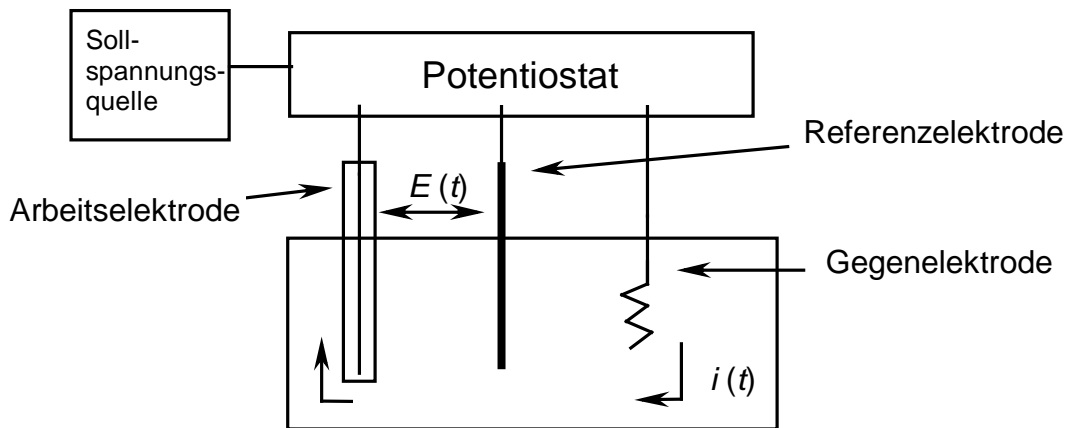 Soll-
spannungs-
quelle
Potentiostat
Referenzelektrode
E (t)
Arbeitselektrode
Gegenelektrode
i (t)